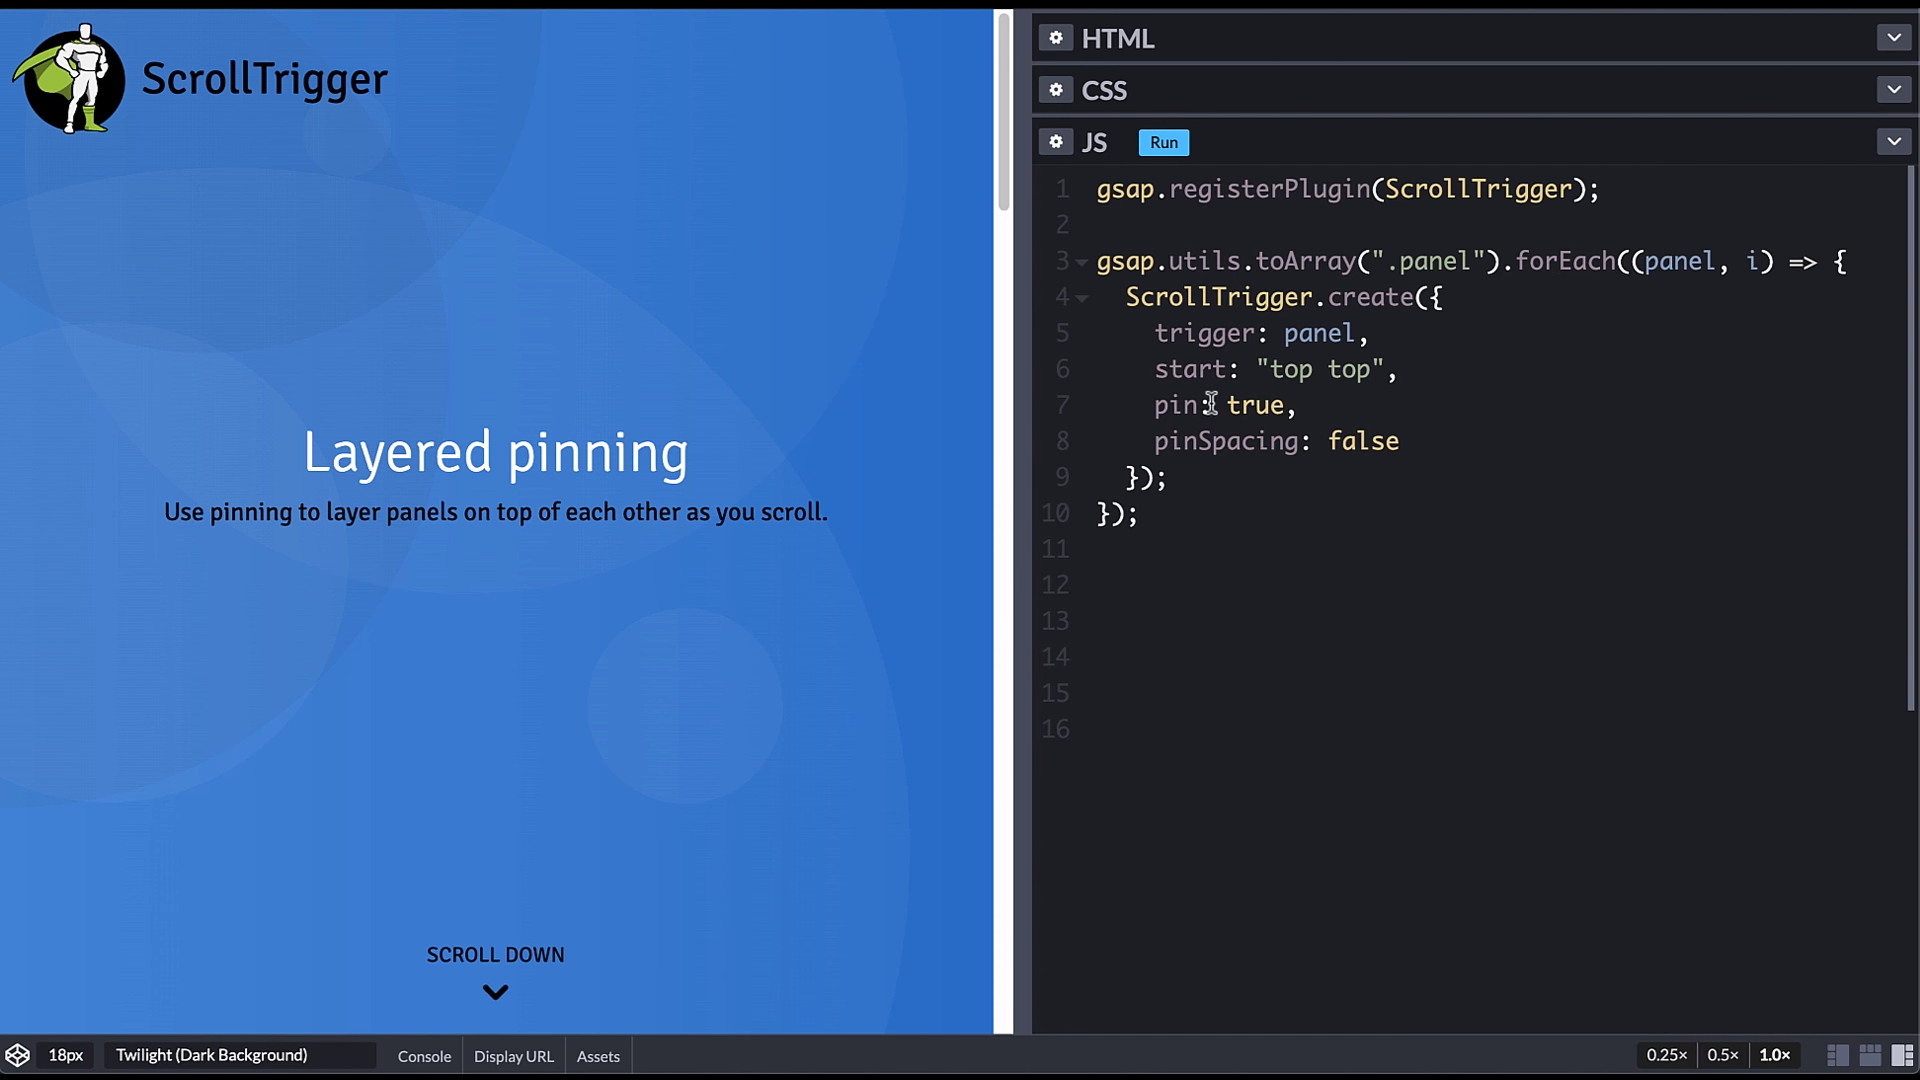 ScrollTrigger
Layered pinning
Use pinning to layer panels on top of each other as you scroll.
SCROLL DOWN
HTML
CSS
JS Run
1 gsap.registerPlugin(ScrollTrigger);
2
3 gsap.utils.toArray(".panel").forEach((panel, i) => {
4 ScrollTrigger.create({
5 trigger: panel,
6 start: "top top",
7 pin: true,
8 pinSpacing: false
9 });
10 });
11
12
13
14
15
16
18px Twilight (Dark Background) Console Display URL Assets 0.25× 0.5× 1.0×